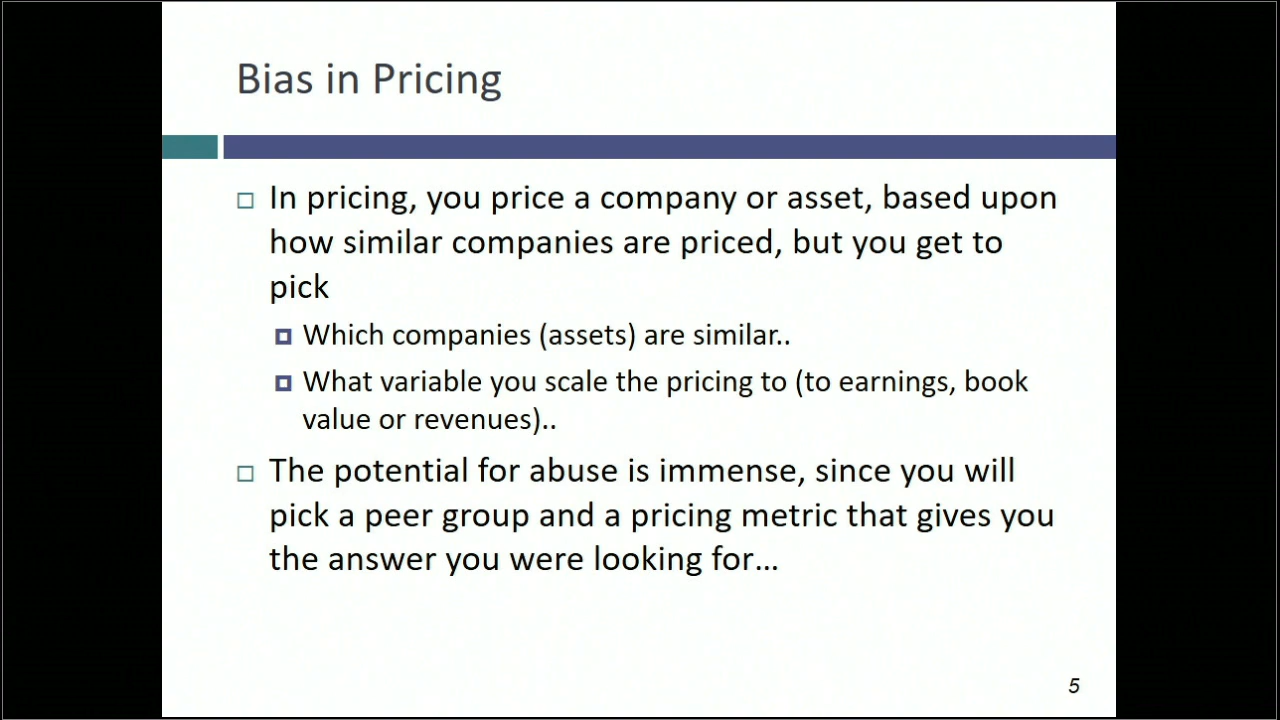 Bias in Pricing
In pricing, you price a company or asset, based upon
how similar companies are priced, but you get to
pick
Which companies (assets) are similar..
What variable you scale the pricing to (to earnings, book
value or revenues)..
The potential for abuse is immense, since you will
pick a peer group and a pricing metric that gives you
the answer you were looking for…
5